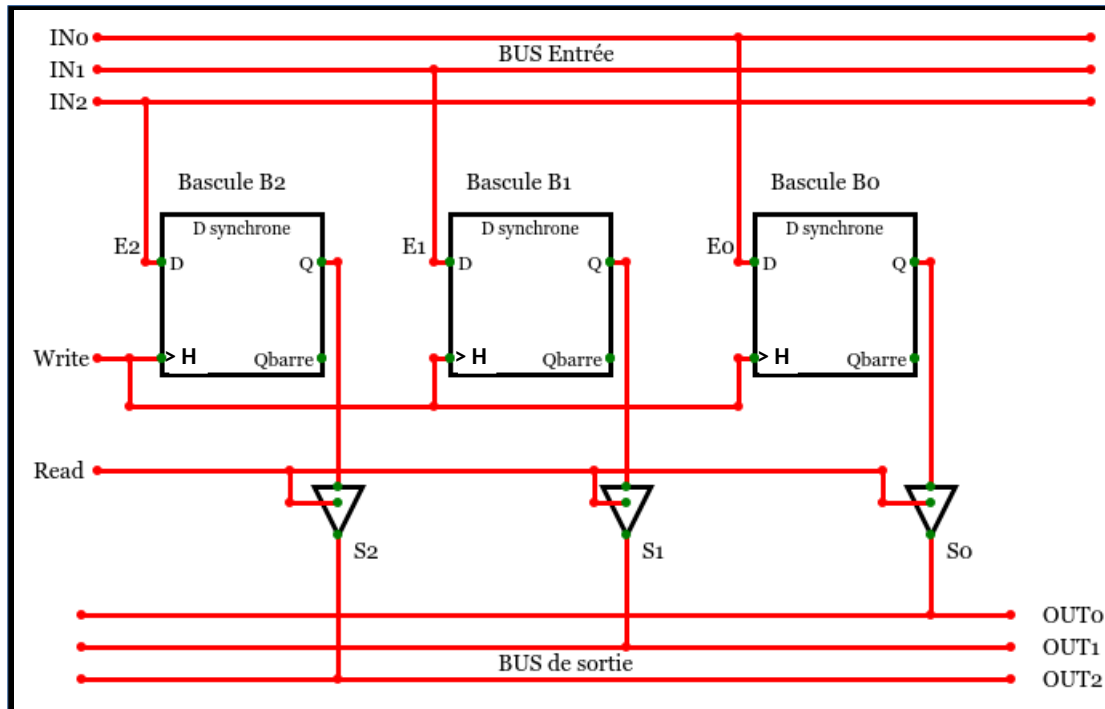 IN0
BUS Entrée
IN1
IN2
Bascule B2
Bascule B1
Bascule B0
D synchrone
D synchrone
D synchrone
E2
D
Q
E1
D
Q
E0
D
Q
Write
> H
Qbarre
> H
Qbarre
> H
Qbarre
Read
S2
S1
S0
OUT0
OUT1
BUS de sortie
OUT2